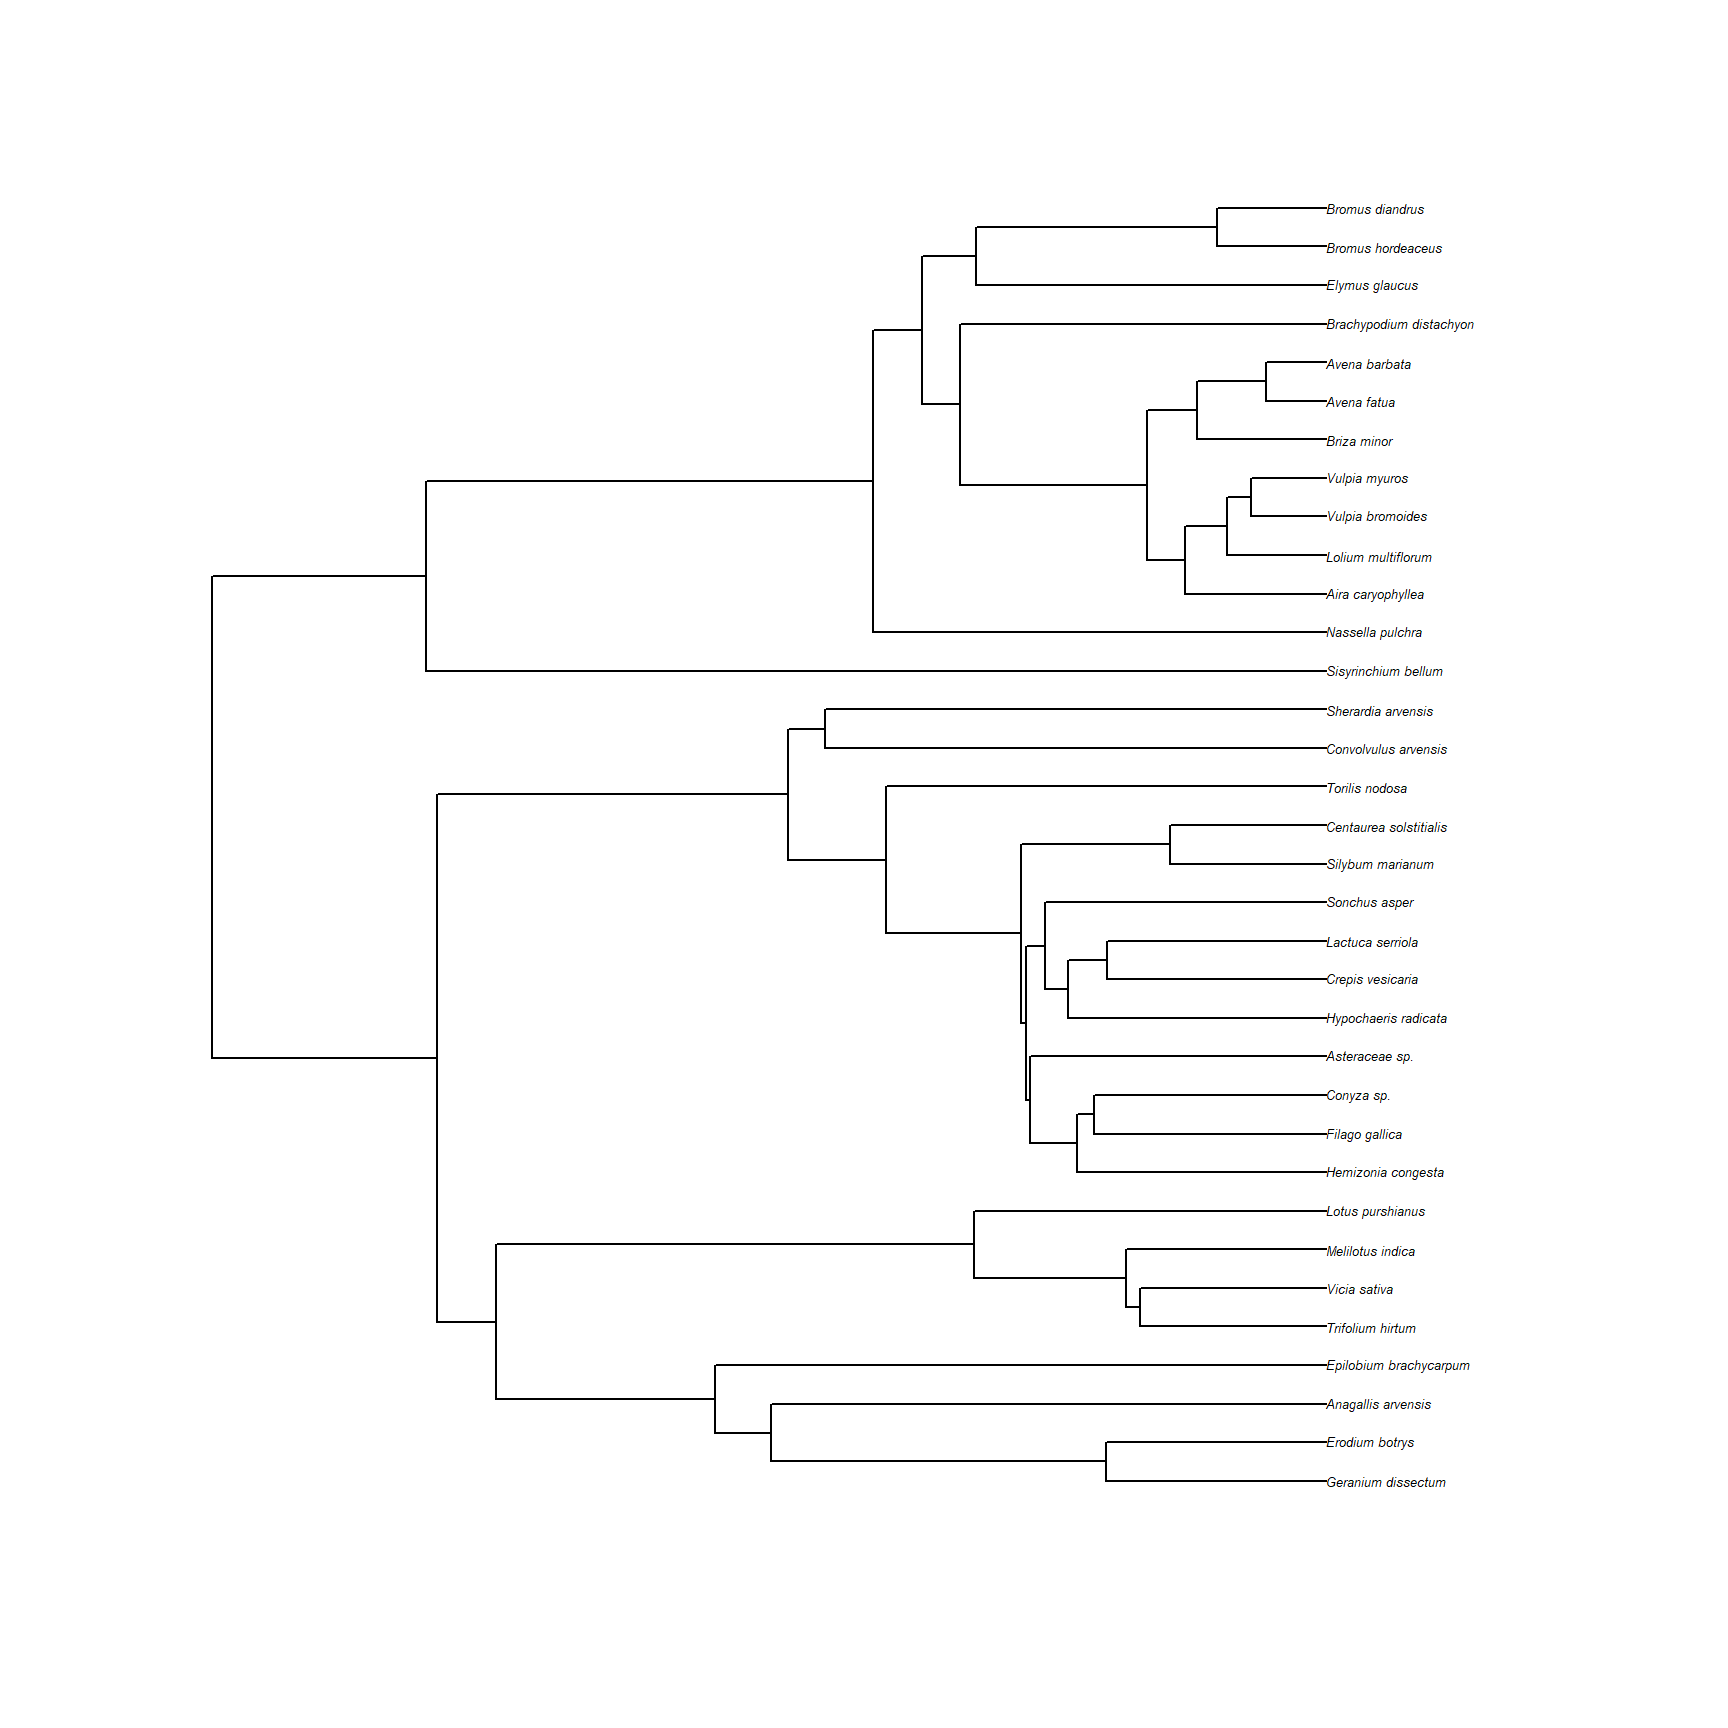 Bromus diandrus
Bromus hordeaceus
Elymus glaucus
Brachypodium distachyon
Avena barbata
Avena fatua
Briza minor
Vulpia myuros
Vulpia bromoides
Lolium multiflorum
Aira caryophyllea
Nassella pulchra
Sisyrinchium bellum
Sherardia arvensis
Convolvulus arvensis
Torilis nodosa
Centaurea solstitialis
Silybum marianum
Sonchus asper
Lactuca serriola
Crepis vesicaria
Hypochaeris radicata
Asteraceae sp.
Conyza sp.
Filago gallica
Hemizonia congesta
Lotus purshianus
Melilotus indica
Vicia sativa
Trifolium hirtum
Epilobium brachycarpum
Anagallis arvensis
Erodium botrys
Geranium dissectum